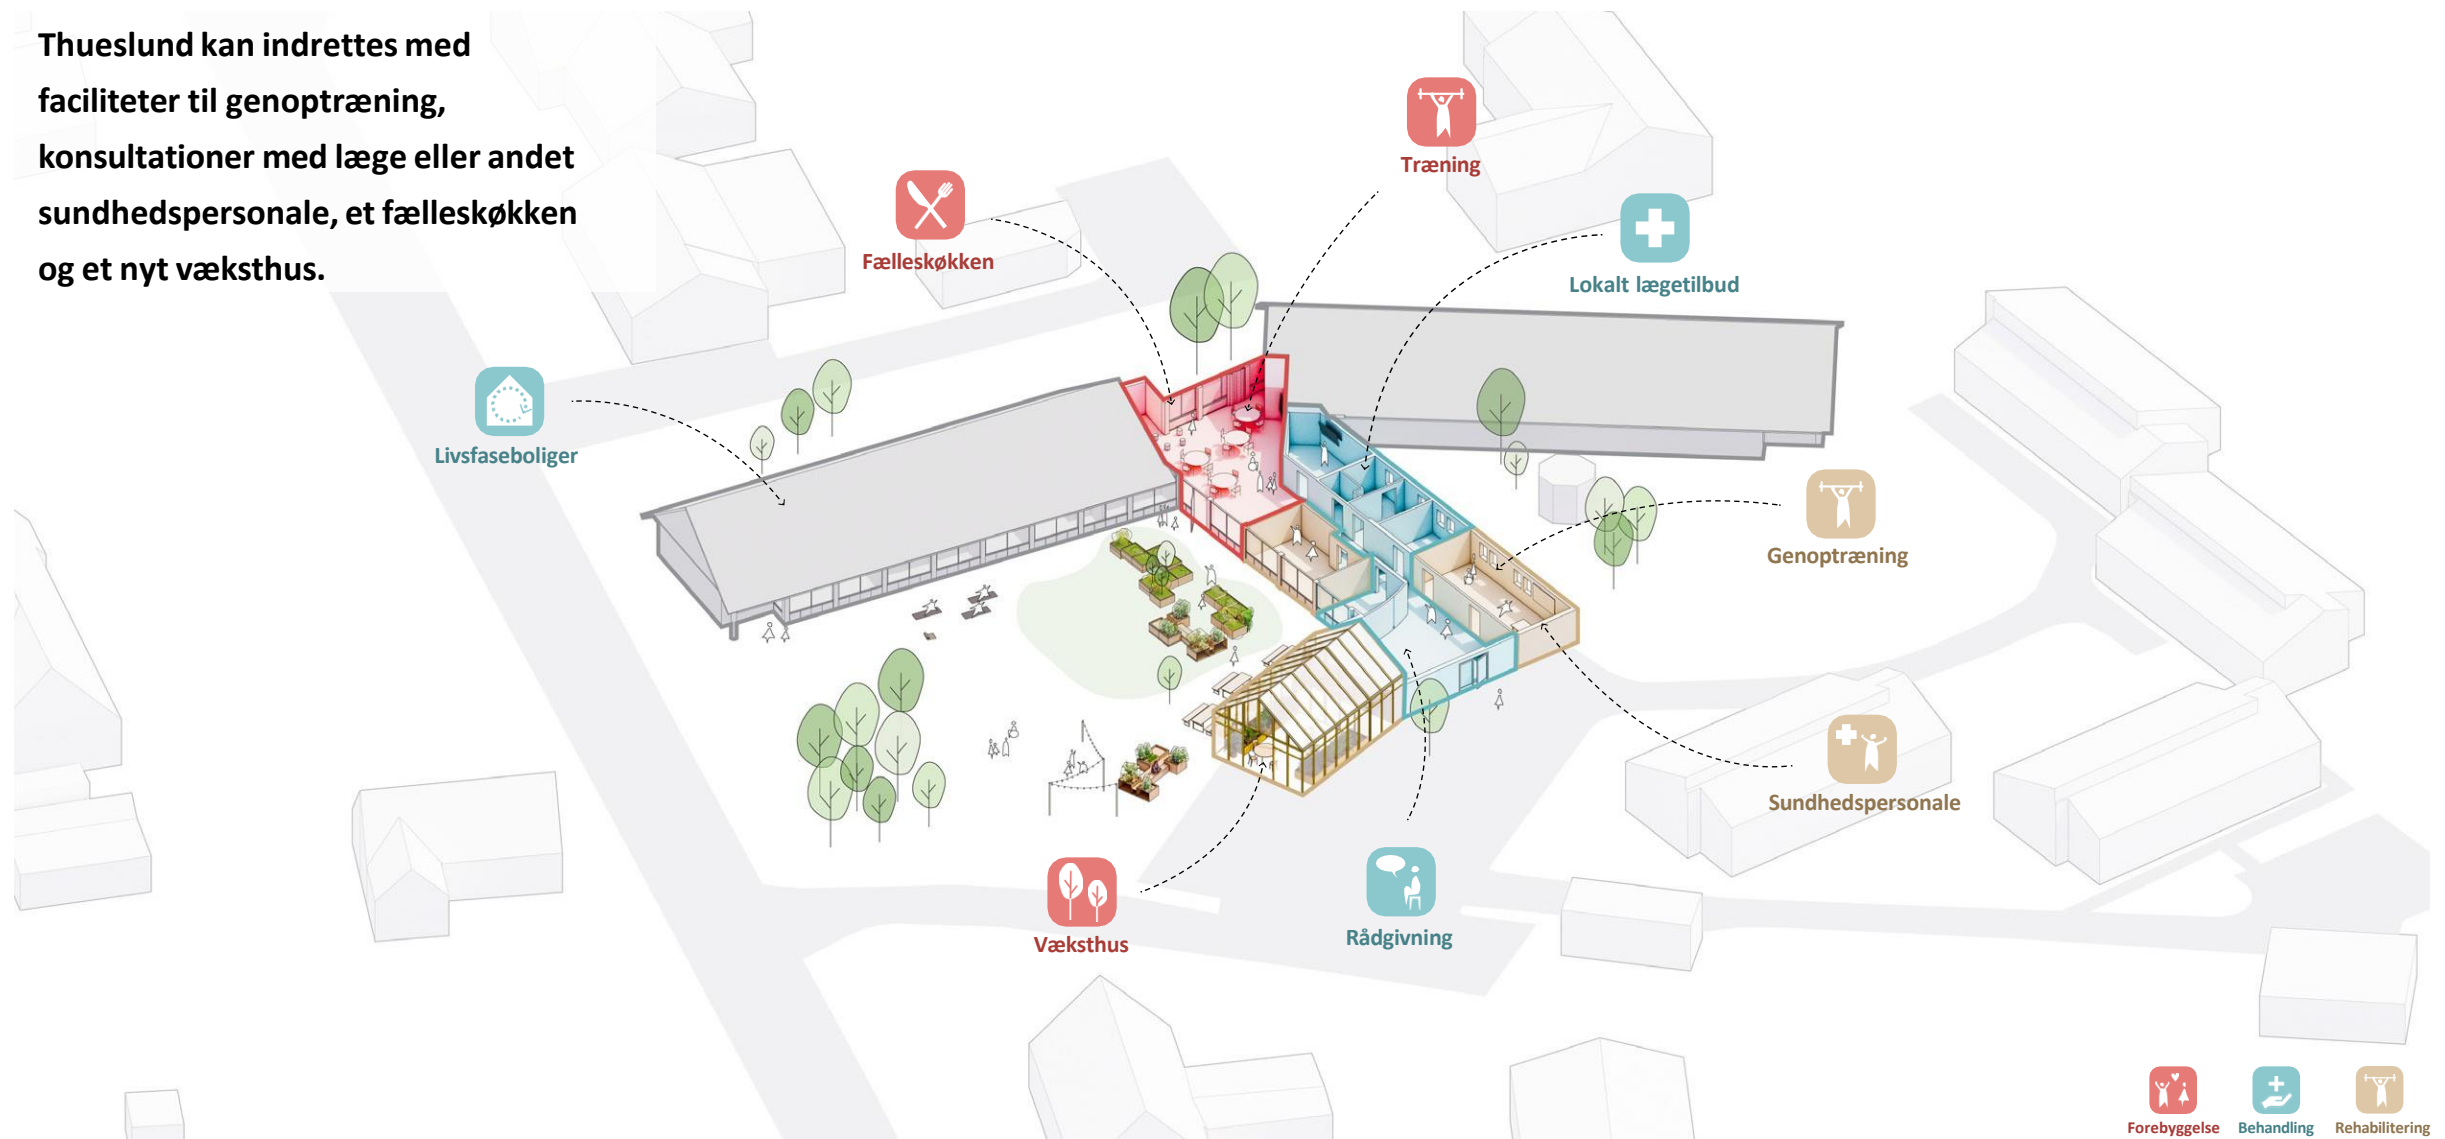 Thueslund kan indrettes med
faciliteter til genoptræning,
konsultationer med læge eller andet
sundhedspersonale, et fælleskøkken
og et nyt væksthus.
Træning
Fælleskøkken
Lokalt lægetilbud
Livsfaseboliger
Genoptræning
Sundhedspersonale
Væksthus
Rådgivning
Forebyggelse
Behandling
Rehabilitering